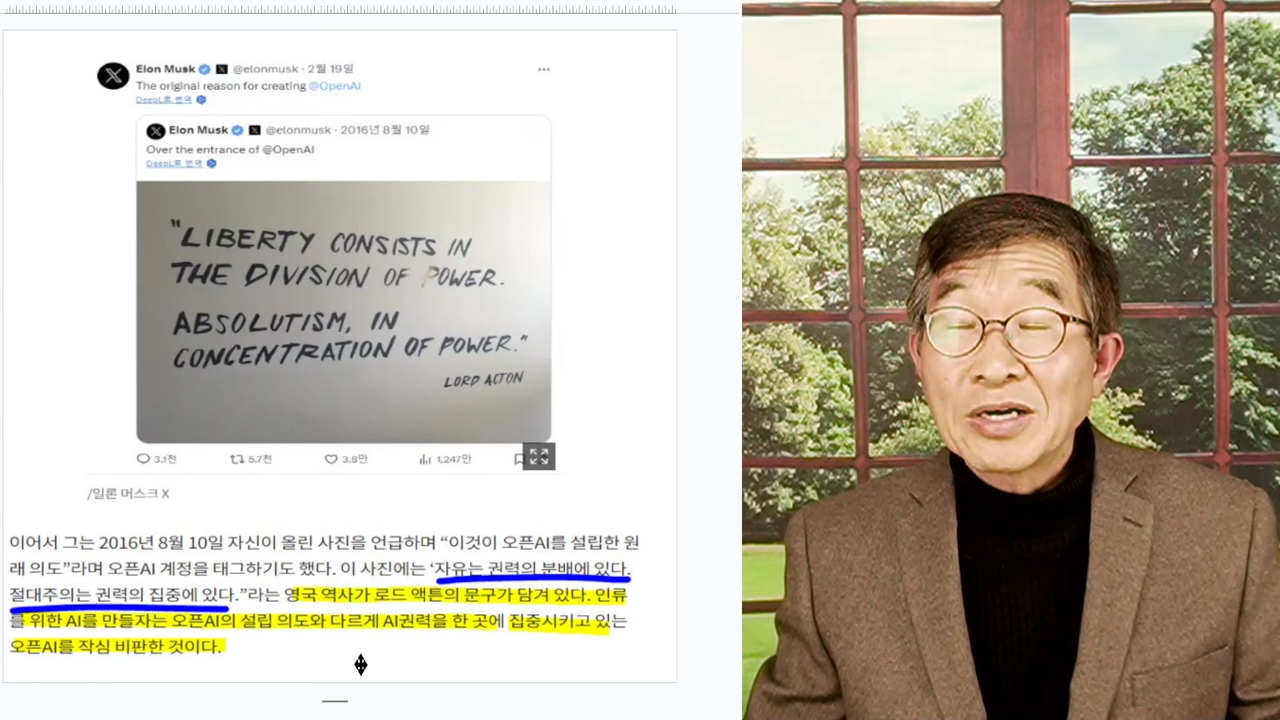 Elon Musk @elonmusk · 2월 19일
The original reason for creating @OpenAI
DeepL로 번역
Elon Musk @elonmusk · 2016년 8월 10일
Over the entrance of @OpenAI
DeepL로 번역
"LIBERTY CONSISTS IN
THE DIVISION OF POWER.
ABSOLUTISM, IN
CONCENTRATION OF POWER."
LORD ACTON
3.1천 5.7천 3.8만 1,247만
/일론 머스크 X
이어서 그는 2016년 8월 10일 자신이 올린 사진을 언급하며 “이것이 오픈AI를 설립한 원
래 의도”라며 오픈AI 계정을 태그하기도 했다. 이 사진에는 ‘자유는 권력의 분배에 있다.
절대주의는 권력의 집중에 있다.”라는 영국 역사가 로드 액튼의 문구가 담겨 있다. 인류
를 위한 AI를 만들자는 오픈AI의 설립 의도와 다르게 AI권력을 한 곳에 집중시키고 있는
오픈AI를 작심 비판한 것이다.